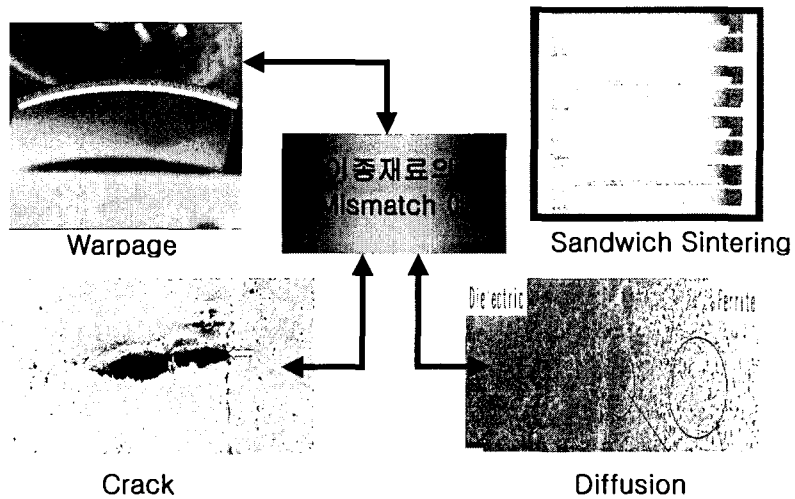 이종재료의
Mismatch
Warpage
Sandwich Sintering
Dielectric
Ferrite
Crack
Diffusion